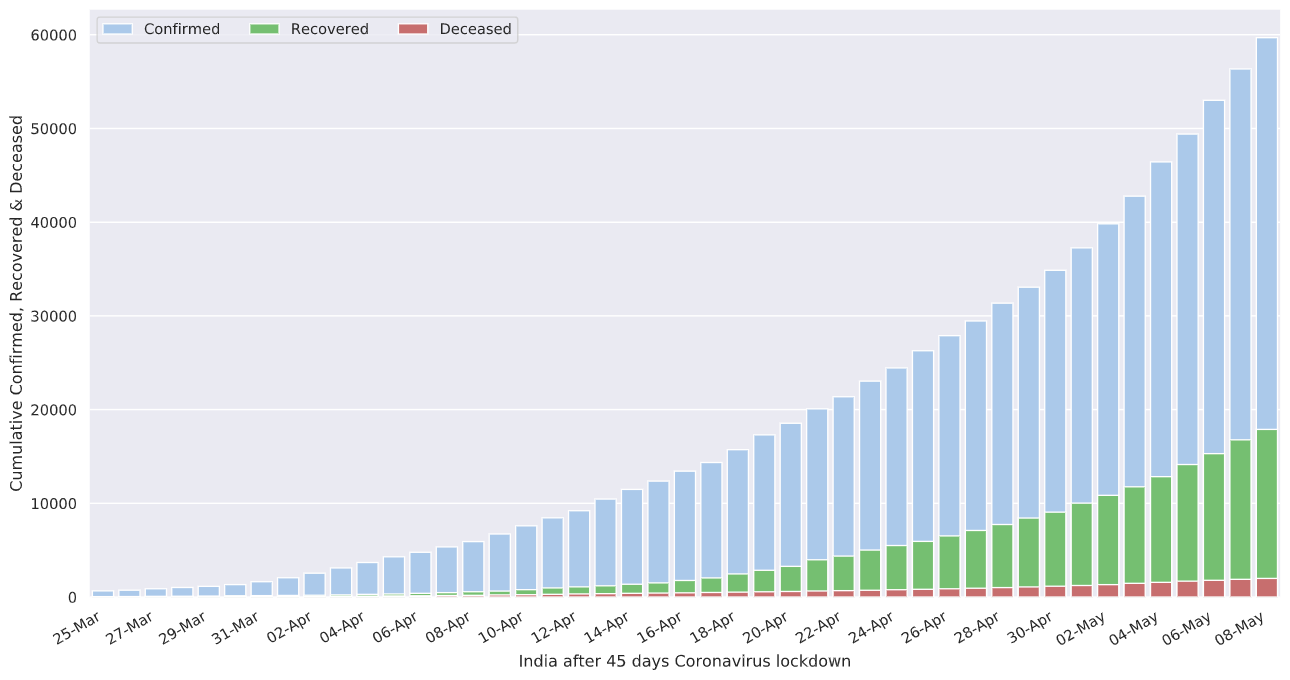 Confirmed Recovered Deceased
Cumulative Confirmed, Recovered & Deceased
60000
50000
40000
30000
20000
10000
0
25-Mar 27-Mar 29-Mar 31-Mar 02-Apr 04-Apr 06-Apr 08-Apr 10-Apr 12-Apr 14-Apr 16-Apr 18-Apr 20-Apr 22-Apr 24-Apr 26-Apr 28-Apr 30-Apr 02-May 04-May 06-May 08-May
India after 45 days Coronavirus lockdown